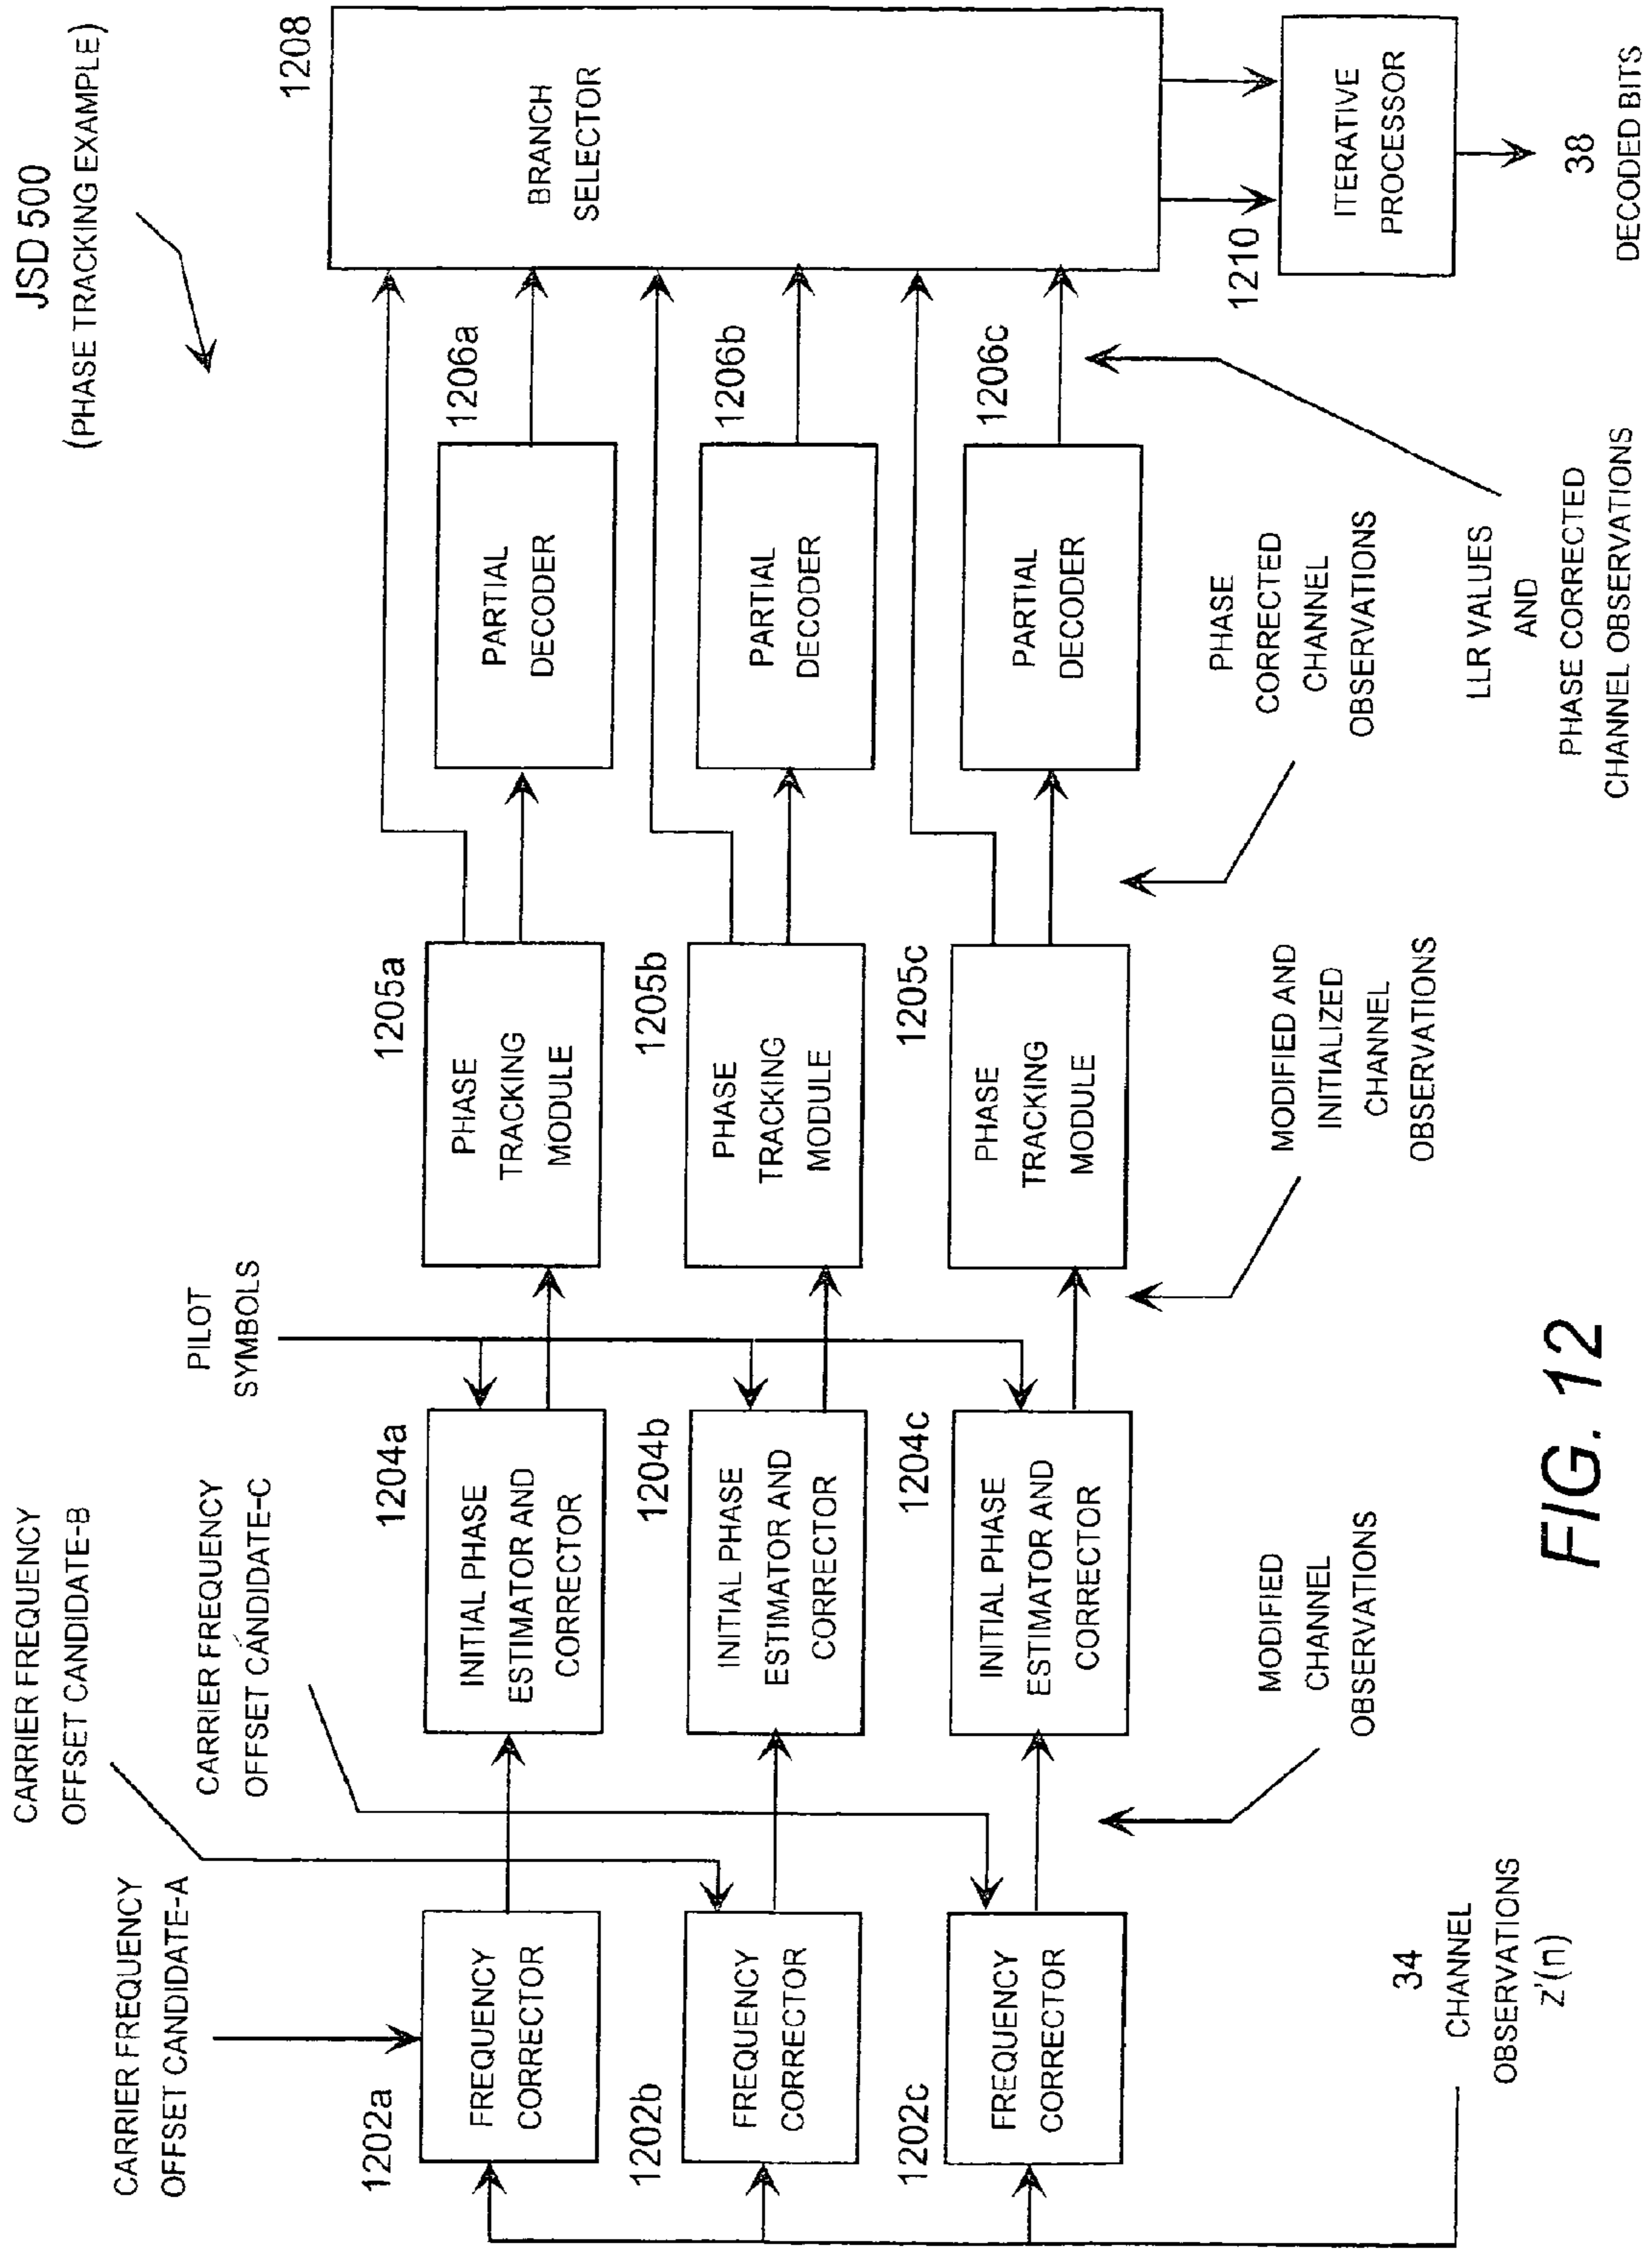 JSD 500
(PHASE TRACKING EXAMPLE)
CARRIER FREQUENCY
OFFSET CANDIDATE-B
CARRIER FREQUENCY
OFFSET CANDIDATE-C
CARRIER FREQUENCY
OFFSET CANDIDATE-A
PILOT
SYMBOLS
1202a
FREQUENCY
CORRECTOR
1204a
INITIAL PHASE
ESTIMATOR AND
CORRECTOR
1205a
PHASE
TRACKING
MODULE
1206a
PARTIAL
DECODER
1208
BRANCH
SELECTOR
1202b
FREQUENCY
CORRECTOR
1204b
INITIAL PHASE
ESTIMATOR AND
CORRECTOR
1205b
PHASE
TRACKING
MODULE
1206b
PARTIAL
DECODER
1202c
FREQUENCY
CORRECTOR
1204c
INITIAL PHASE
ESTIMATOR AND
CORRECTOR
1205c
PHASE
TRACKING
MODULE
1206c
PARTIAL
DECODER
1210
ITERATIVE
PROCESSOR
34
CHANNEL
OBSERVATIONS
Z'(n)
MODIFIED
CHANNEL
OBSERVATIONS
MODIFIED AND
INITIALIZED
CHANNEL
OBSERVATIONS
PHASE
CORRECTED
CHANNEL
OBSERVATIONS
LLR VALUES
AND
PHASE CORRECTED
CHANNEL OBSERVATIONS
38
DECODED BITS
FIG. 12